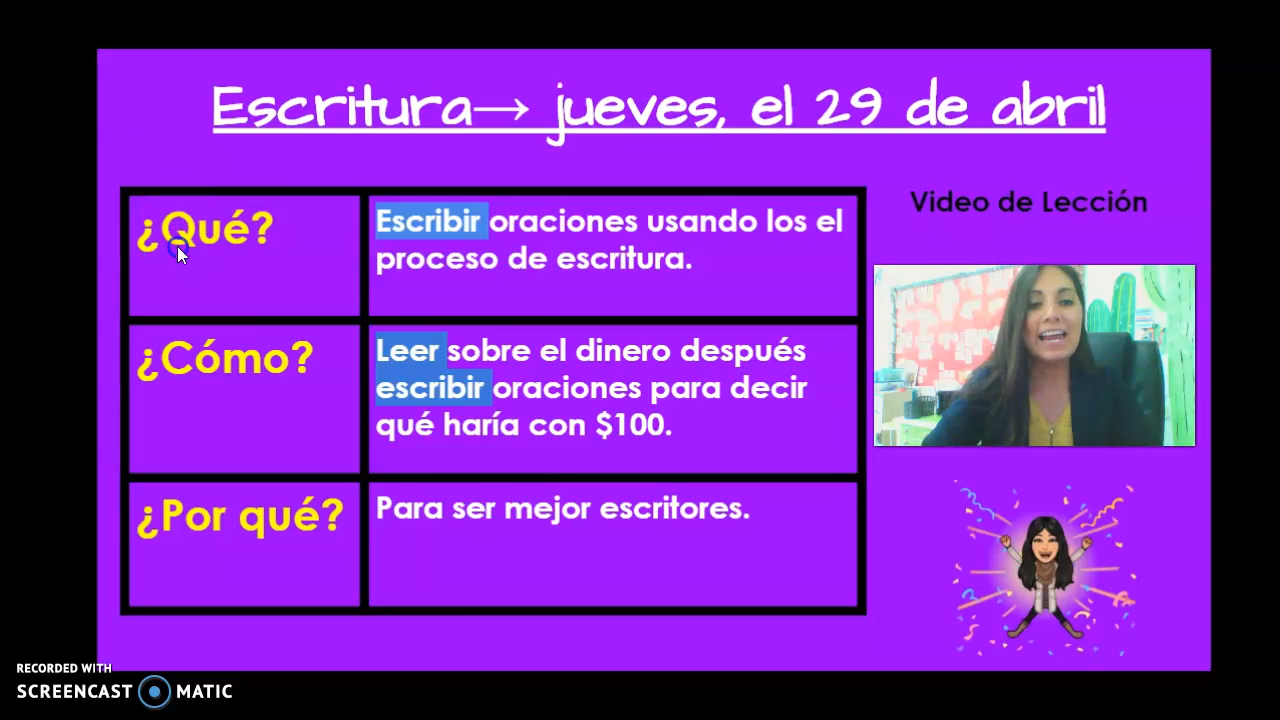 Escritura→ jueves, el 29 de abril
Video de Lección
¿Qué?
Escribir oraciones usando los el
proceso de escritura.
¿Cómo?
Leer sobre el dinero después
escribir oraciones para decir
qué haría con $100.
¿Por qué?
Para ser mejor escritores.
RECORDED WITH
SCREENCAST MATIC